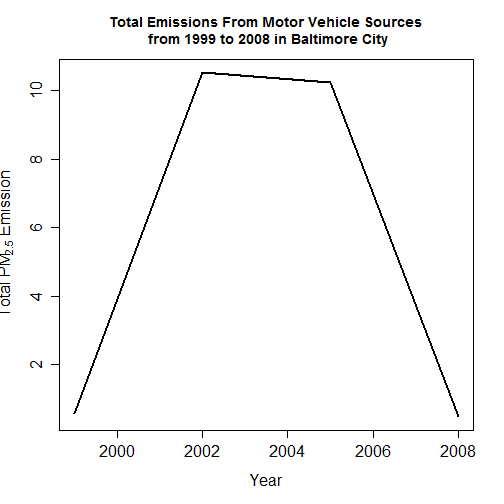 Total Emissions From Motor Vehicle Sources
from 1999 to 2008 in Baltimore City
Total PM2.5 Emission
10
8
6
4
2
2000 2002 2004 2006 2008
Year